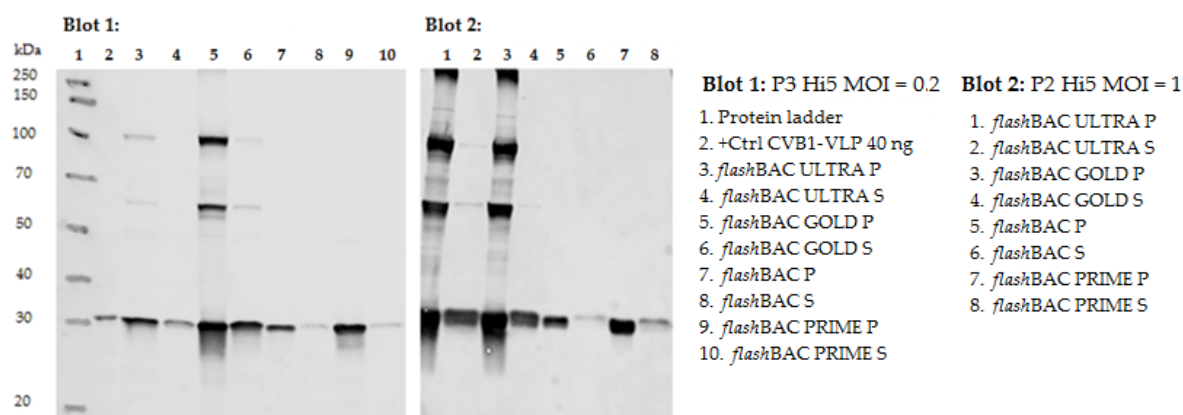 Blot 1:
Blot 2:
kDa
1 2 3 4 5 6 7 8 9 10
1 2 3 4 5 6 7 8
250
150
100
70
50
40
30
20
Blot 1: P3 Hi5 MOI = 0.2
1. Protein ladder
2. +Ctrl CVB1-VLP 40 ng
3. flashBAC ULTRA P
4. flashBAC ULTRA S
5. flashBAC GOLD P
6. flashBAC GOLD S
7. flashBAC P
8. flashBAC S
9. flashBAC PRIME P
10. flashBAC PRIME S
Blot 2: P2 Hi5 MOI = 1
1. flashBAC ULTRA P
2. flashBAC ULTRA S
3. flashBAC GOLD P
4. flashBAC GOLD S
5. flashBAC P
6. flashBAC S
7. flashBAC PRIME P
8. flashBAC PRIME S